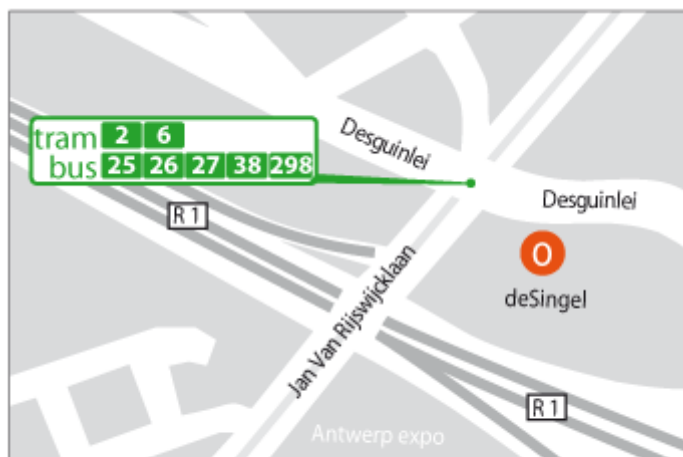 Desguinlei
tram 2 6
bus 25 26 27 38 298
Desguinlei
R 1
O
deSingel
Jan Van Rijswijcklaan
R 1
Antwerp expo